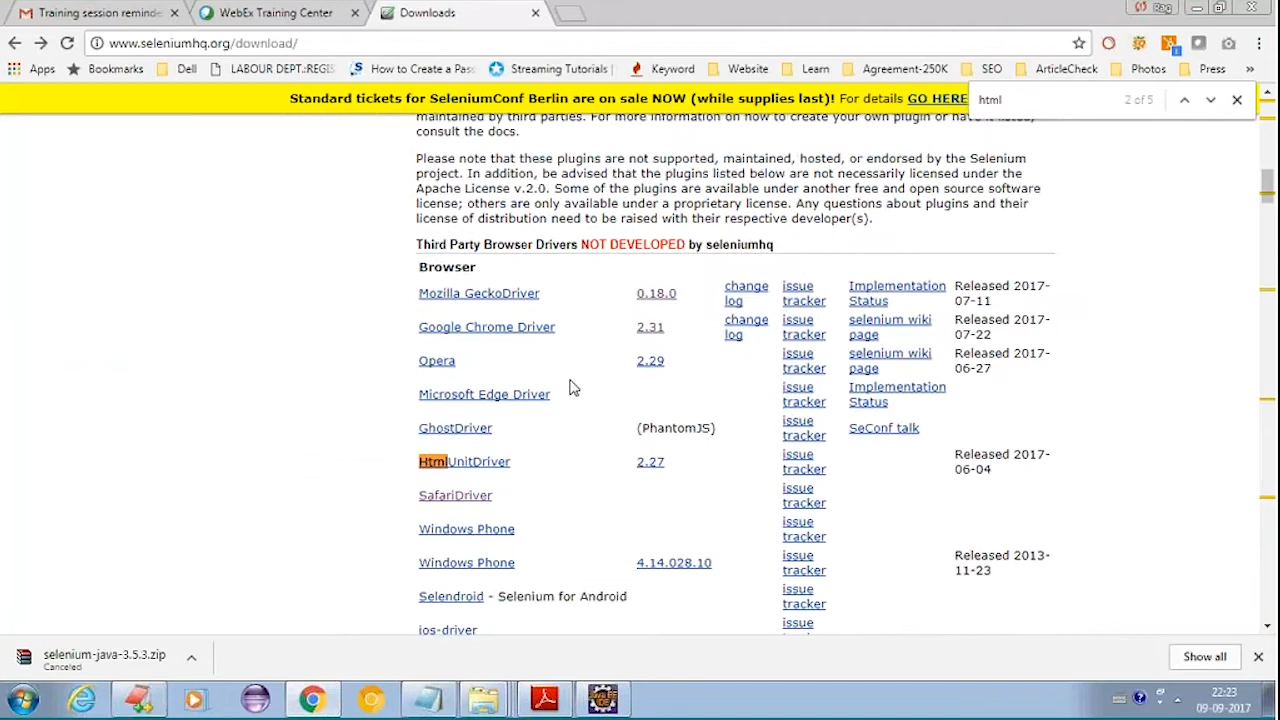 Training session remind
WebEx Training Center
Downloads
www.seleniumhq.org/download/
Apps
Bookmarks
Dell
LABOUR DEPT.:REGIS
How to Create a Pas
Streaming Tutorials |
Keyword
Website
Learn
Agreement-250K
SEO
ArticleCheck
Photos
Press
»
Standard tickets for SeleniumConf Berlin are on sale NOW (while supplies last)! For details GO HERE
html 2 of 5
maintained by third parties. For more information on how to create your own plugin or have it listed,
consult the docs.
Please note that these plugins are not supported, maintained, hosted, or endorsed by the Selenium
project. In addition, be advised that the plugins listed below are not necessarily licensed under the
Apache License v.2.0. Some of the plugins are available under another free and open source software
license; others are only available under a proprietary license. Any questions about plugins and their
license of distribution need to be raised with their respective developer(s).
Third Party Browser Drivers NOT DEVELOPED by seleniumhq
Browser
Mozilla GeckoDriver
0.18.0
change
log
issue
tracker
Implementation
Status
Released 2017-
07-11
Google Chrome Driver
2.31
change
log
issue
tracker
selenium wiki
page
Released 2017-
07-22
Opera
2.29
issue
tracker
selenium wiki
page
Released 2017-
06-27
Microsoft Edge Driver
issue
tracker
Implementation
Status
GhostDriver
(PhantomJS)
issue
tracker
SeConf talk
HtmlUnitDriver
2.27
issue
tracker
Released 2017-
06-04
SafariDriver
issue
tracker
Windows Phone
issue
tracker
Windows Phone
4.14.028.10
issue
tracker
Released 2013-
11-23
Selendroid - Selenium for Android
issue
tracker
ios-driver
issue
selenium-java-3.5.3.zip
Canceled
Show all
22:23
09-09-2017